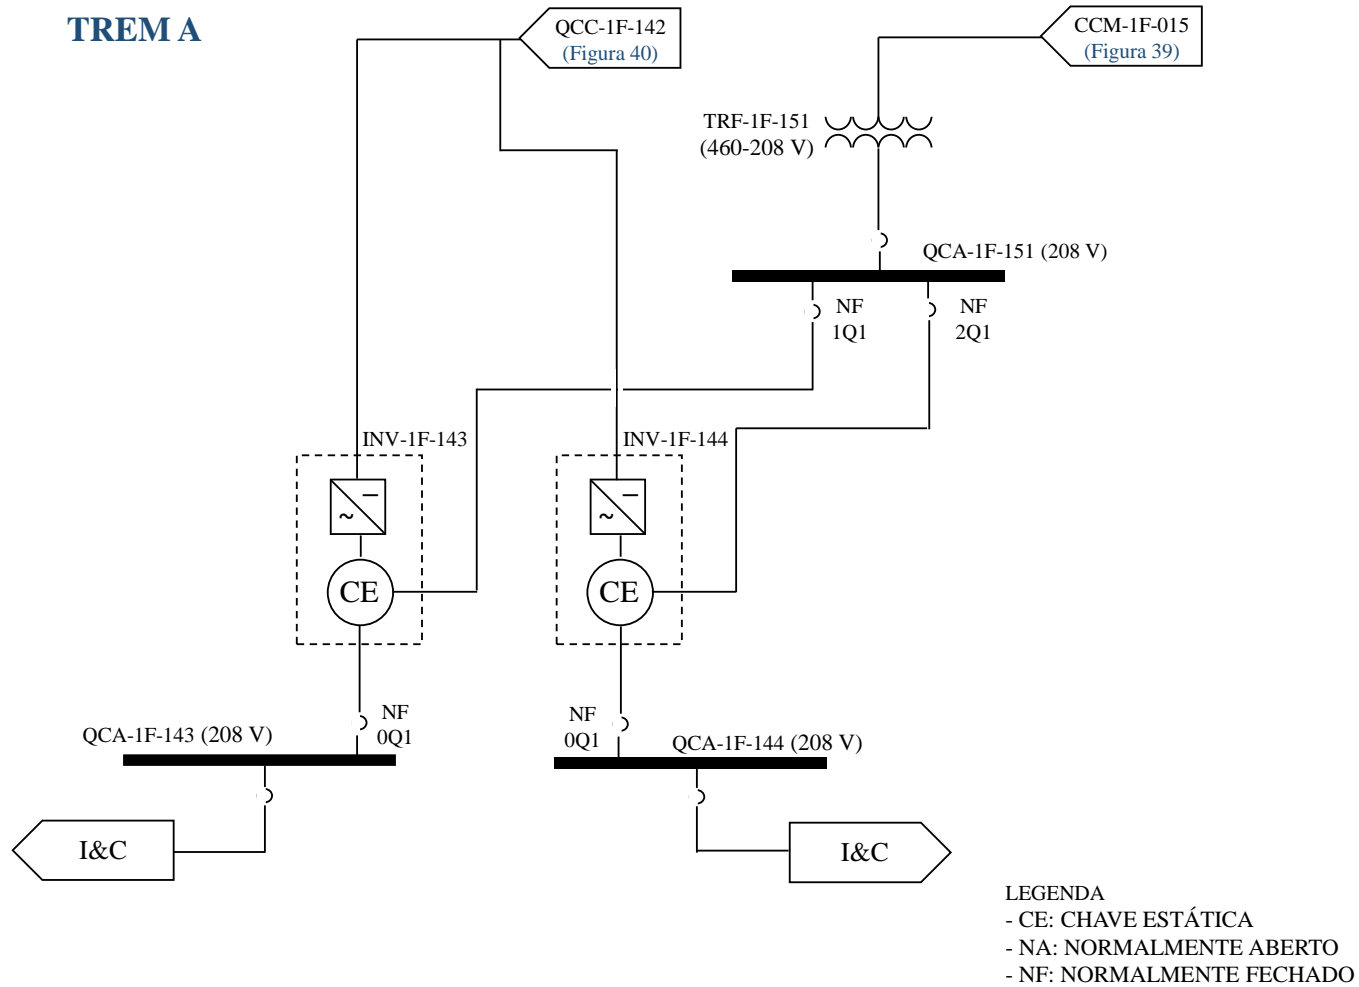 TREM A
QCC-1F-142
(Figura 40)
CCM-1F-015
(Figura 39)
TRF-1F-151
(460-208 V)
QCA-1F-151 (208 V)
NF
1Q1
NF
2Q1
INV-1F-143
INV-1F-144
~
~
CE
CE
NF
0Q1
NF
0Q1
QCA-1F-143 (208 V)
QCA-1F-144 (208 V)
I&C
I&C
LEGENDA
- CE: CHAVE ESTÁTICA
- NA: NORMALMENTE ABERTO
- NF: NORMALMENTE FECHADO